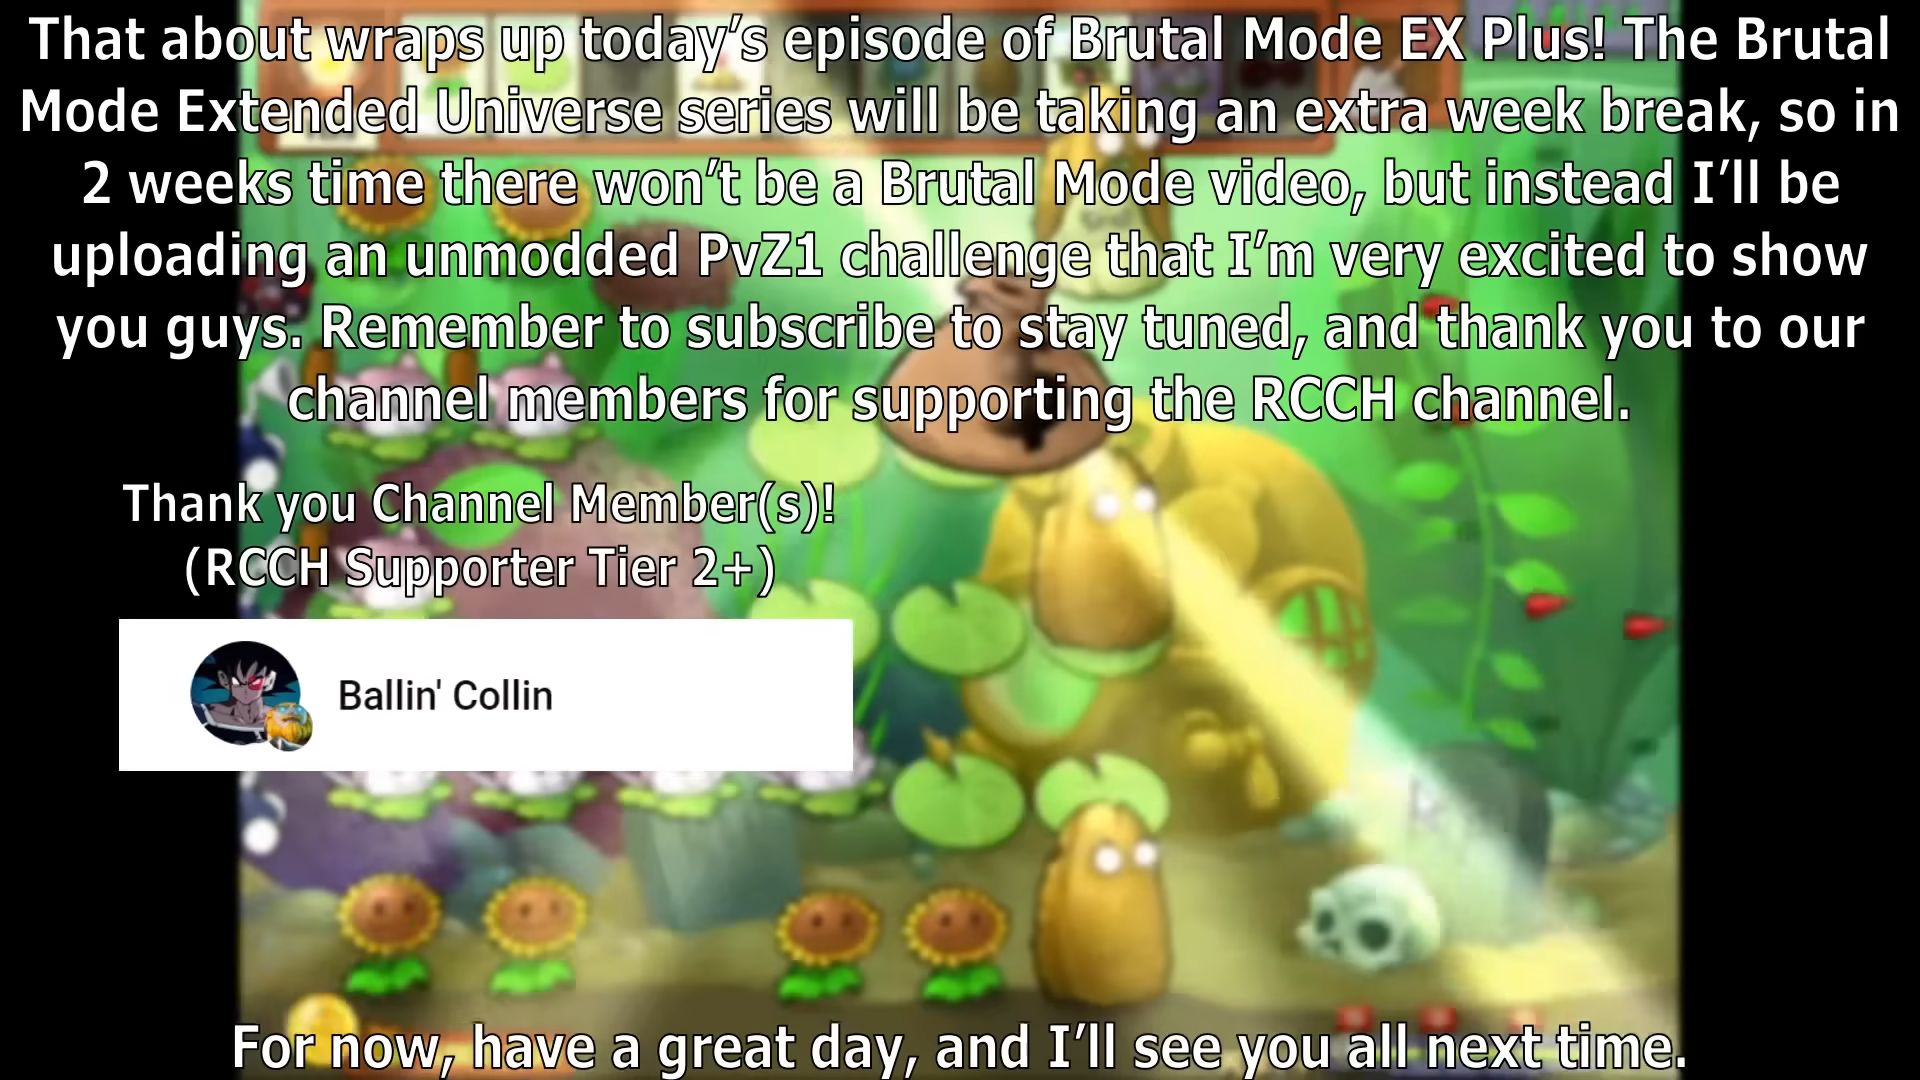 That about wraps up today’s episode of Brutal Mode EX Plus! The Brutal
Mode Extended Universe series will be taking an extra week break, so in
2 weeks time there won’t be a Brutal Mode video, but instead I’ll be
uploading an unmodded PvZ1 challenge that I’m very excited to show
you guys. Remember to subscribe to stay tuned, and thank you to our
channel members for supporting the RCCH channel.
Thank you Channel Member(s)!
(RCCH Supporter Tier 2+)
Ballin' Collin
For now, have a great day, and I’ll see you all next time.